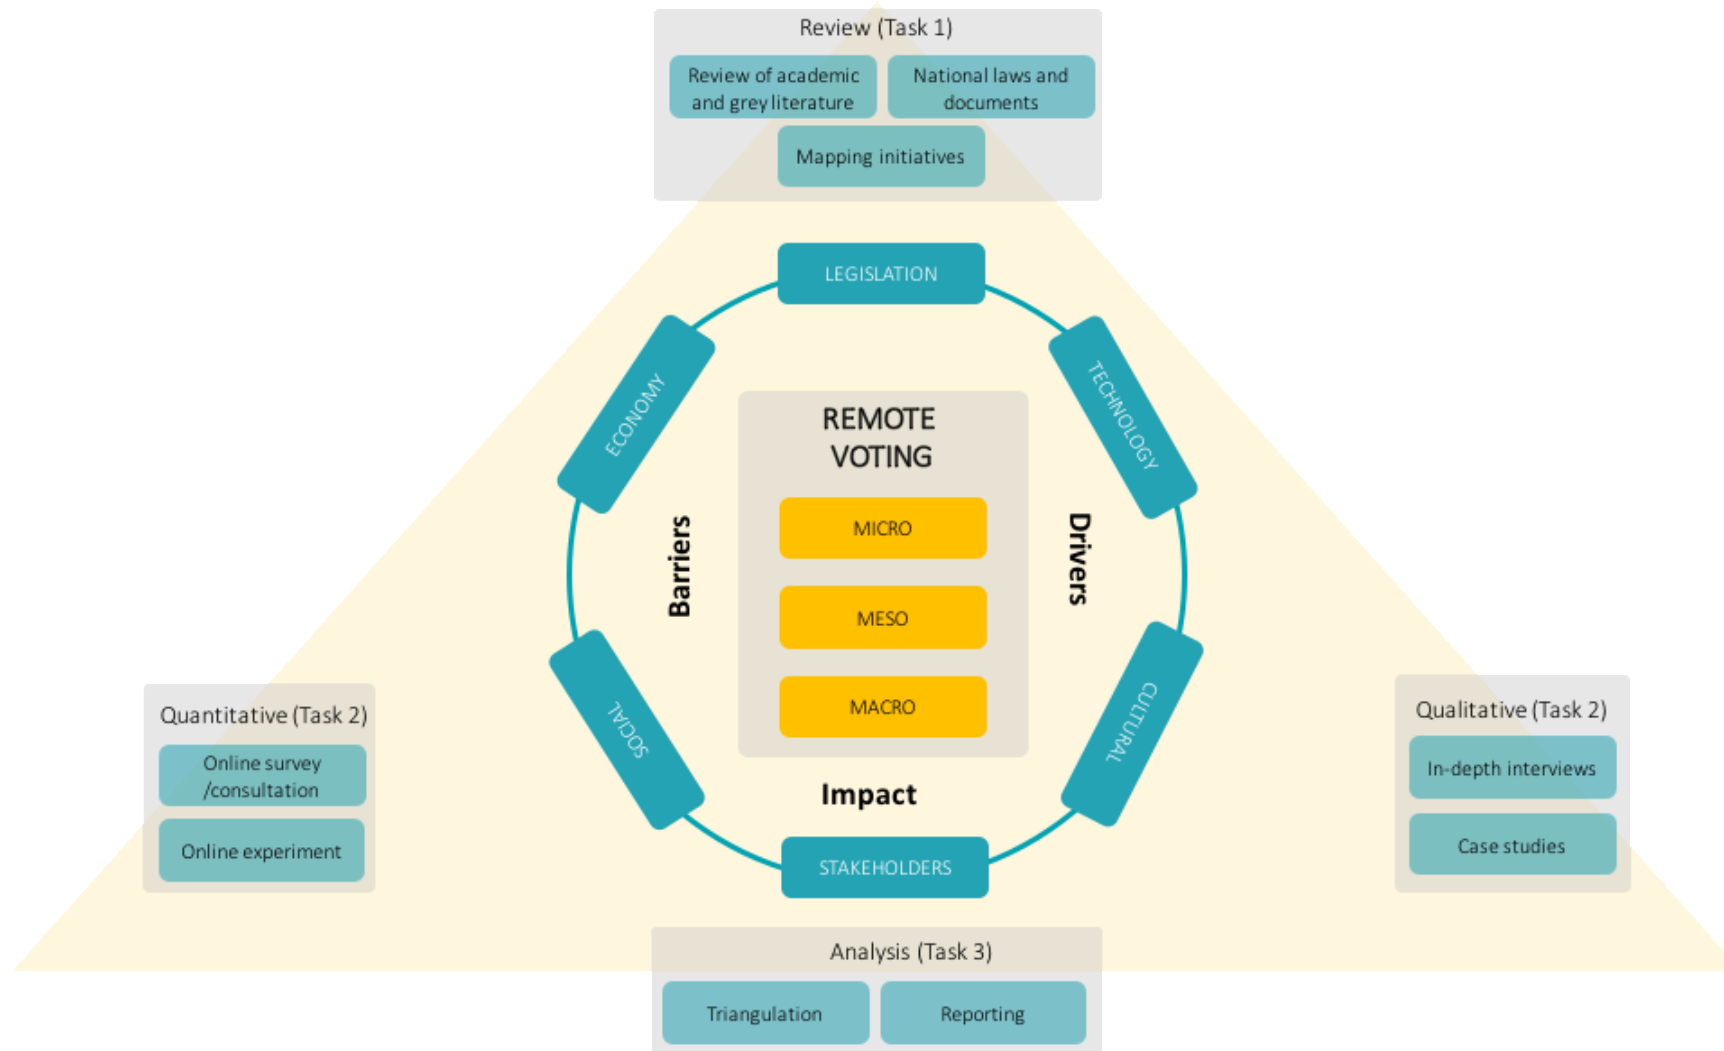 Review (Task 1)
Review of academic
and grey literature
National laws and
documents
Mapping initiatives
LEGISLATION
ECONOMY
TECHNOLOGY
REMOTE
VOTING
MICRO
MESO
MACRO
Barriers
Drivers
SOCIAL
CULTURAL
Impact
STAKEHOLDERS
Quantitative (Task 2)
Online survey
/consultation
Online experiment
Qualitative (Task 2)
In-depth interviews
Case studies
Analysis (Task 3)
Triangulation
Reporting